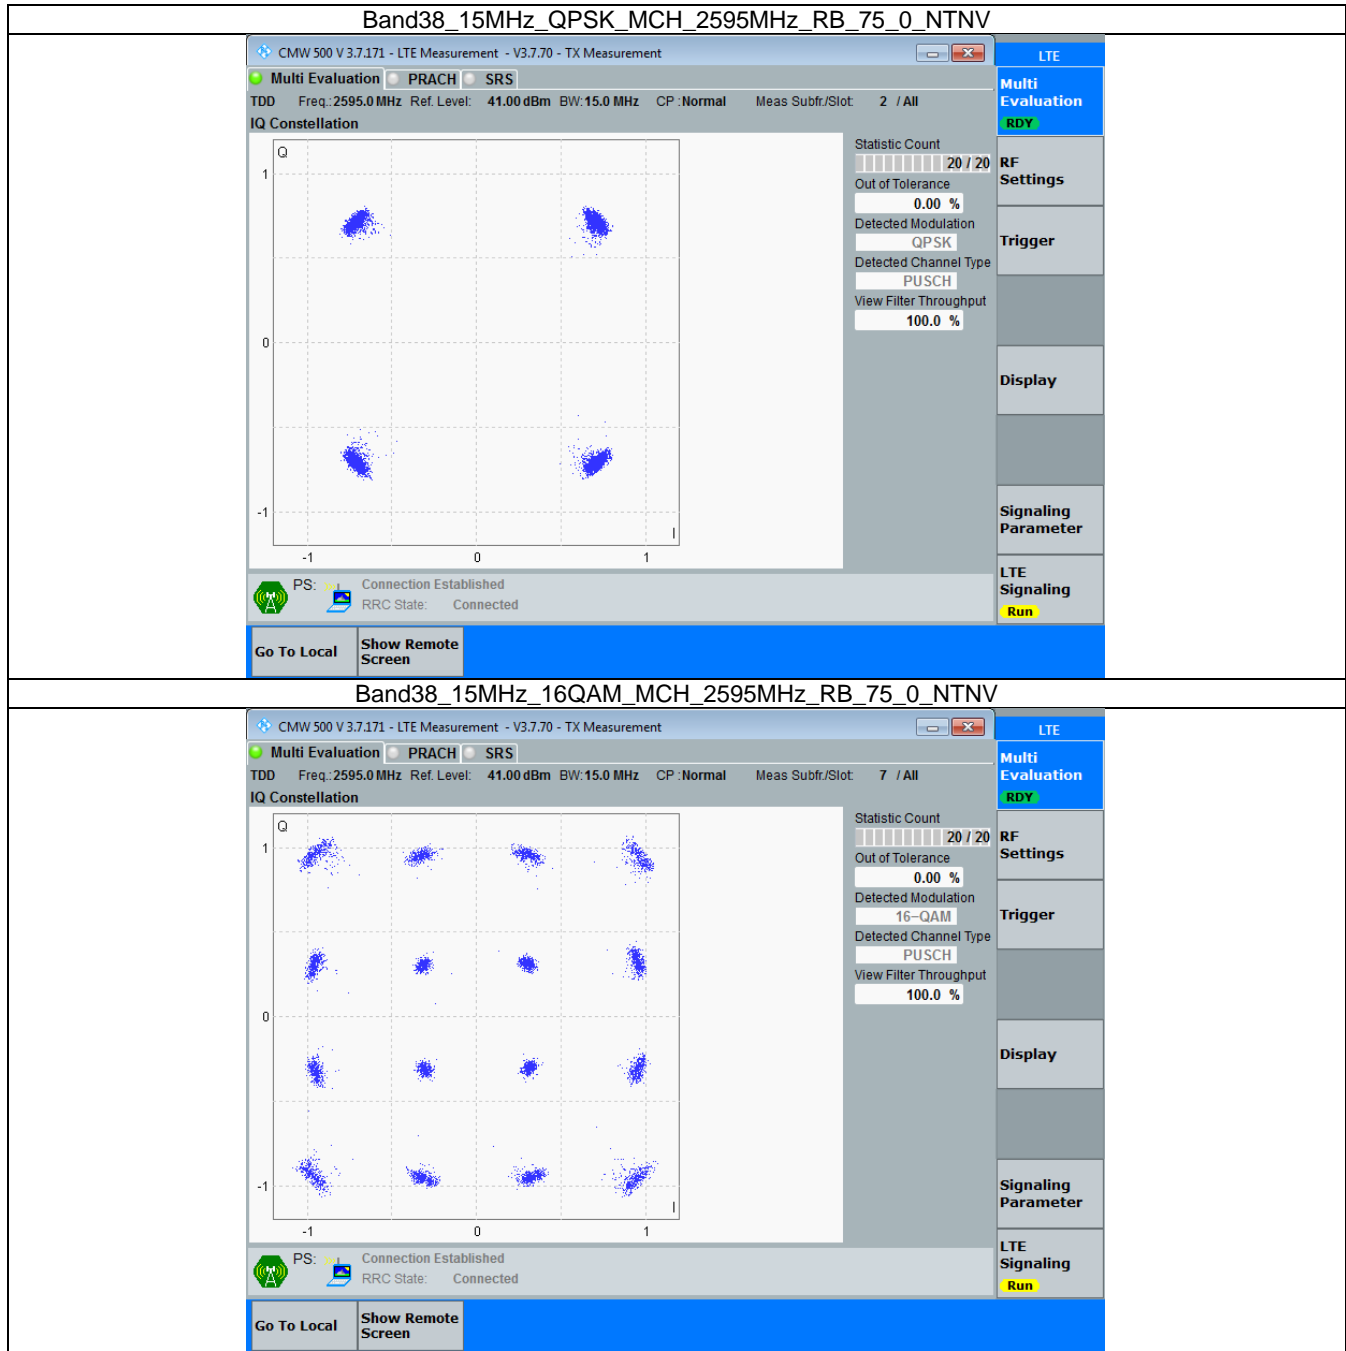 Band38_15MHz_QPSK_MCH_2595MHz_RB_75_0_NTNV
CMW 500 V 3.7.171 - LTE Measurement - V3.7.70 - TX Measurement
LTE
Multi Evaluation PRACH SRS
Multi
Evaluation
RDY
TDD Freq.: 2595.0 MHz Ref. Level: 41.00 dBm BW: 15.0 MHz CP : Normal Meas Subfr./Slot: 2 / All
IQ Constellation
Q
1
0
-1
-1 0 1
I
Statistic Count
20 / 20
Out of Tolerance
0.00 %
Detected Modulation
QPSK
Detected Channel Type
PUSCH
View Filter Throughput
100.0 %
RF
Settings
Trigger
Display
Signaling
Parameter
LTE
Signaling
Run
PS: Connection Established
RRC State: Connected
Go To Local Show Remote
Screen
Band38_15MHz_16QAM_MCH_2595MHz_RB_75_0_NTNV
CMW 500 V 3.7.171 - LTE Measurement - V3.7.70 - TX Measurement
LTE
Multi Evaluation PRACH SRS
Multi
Evaluation
RDY
TDD Freq.: 2595.0 MHz Ref. Level: 41.00 dBm BW: 15.0 MHz CP : Normal Meas Subfr./Slot: 7 / All
IQ Constellation
Q
1
0
-1
-1 0 1
I
Statistic Count
20 / 20
Out of Tolerance
0.00 %
Detected Modulation
16-QAM
Detected Channel Type
PUSCH
View Filter Throughput
100.0 %
RF
Settings
Trigger
Display
Signaling
Parameter
LTE
Signaling
Run
PS: Connection Established
RRC State: Connected
Go To Local Show Remote
Screen